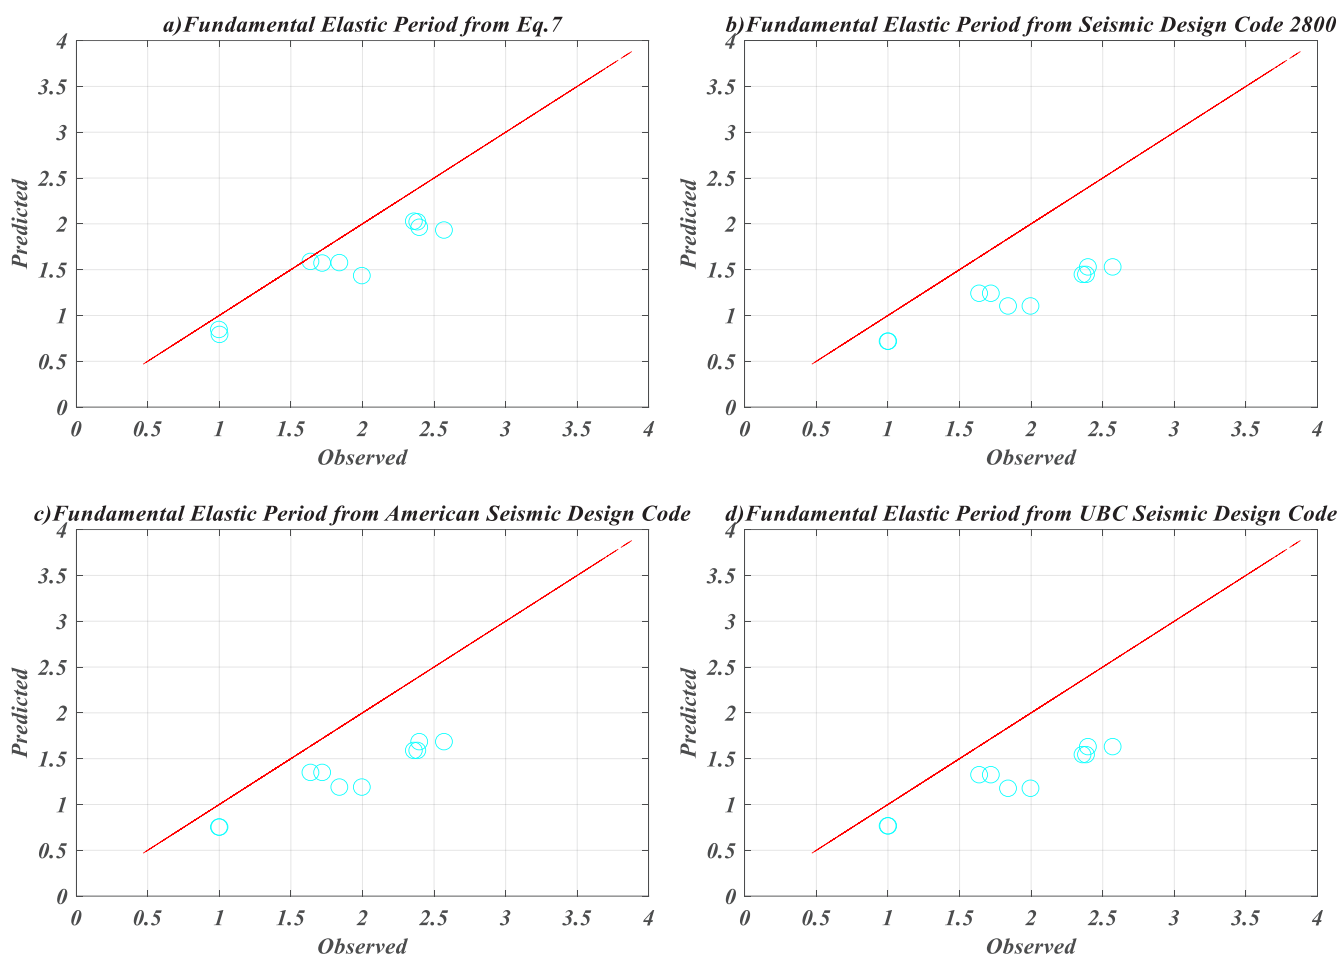 a)Fundamental Elastic Period from Eq.7
4
3.5
3
2.5
2
1.5
1
0.5
0
Predicted
0 0.5 1 1.5 2 2.5 3 3.5 4
Observed
b)Fundamental Elastic Period from Seismic Design Code 2800
4
3.5
3
2.5
2
1.5
1
0.5
0
Predicted
0 0.5 1 1.5 2 2.5 3 3.5 4
Observed
c)Fundamental Elastic Period from American Seismic Design Code
4
3.5
3
2.5
2
1.5
1
0.5
0
Predicted
0 0.5 1 1.5 2 2.5 3 3.5 4
Observed
d)Fundamental Elastic Period from UBC Seismic Design Code
4
3.5
3
2.5
2
1.5
1
0.5
0
Predicted
0 0.5 1 1.5 2 2.5 3 3.5 4
Observed